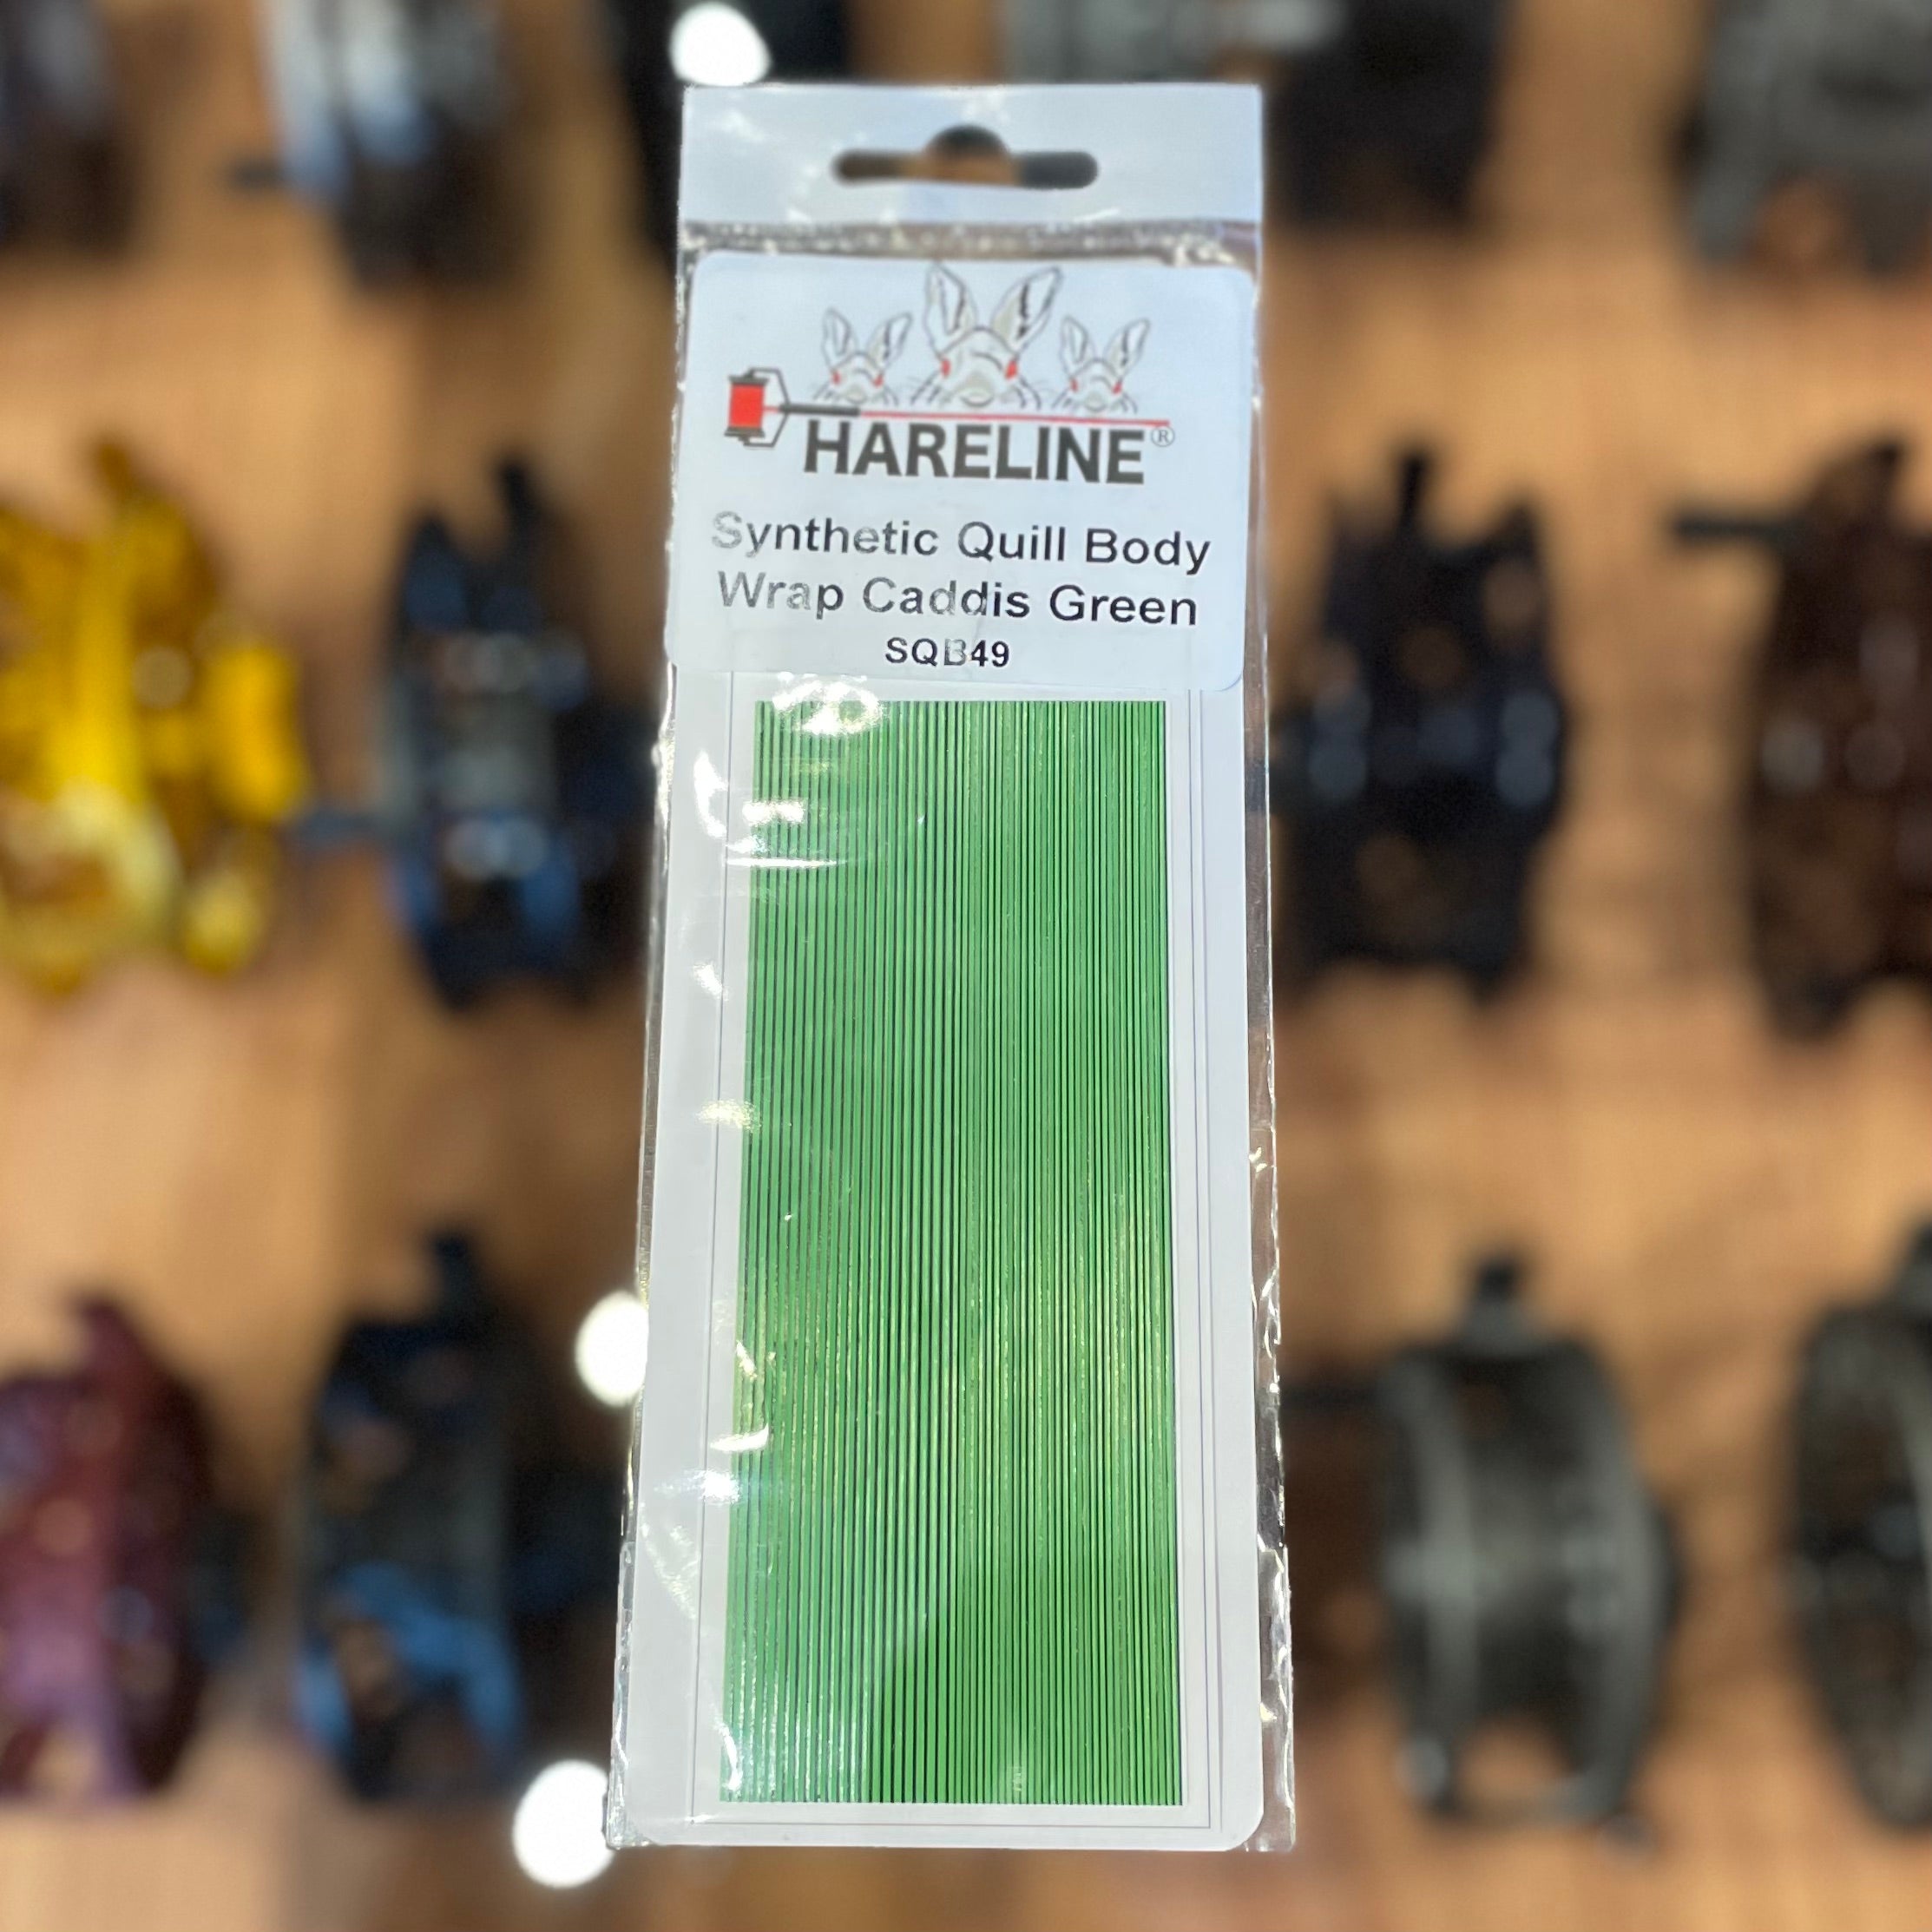 HARELINE®
Synthetic Quill Body
Wrap Caddis Green
SQB49